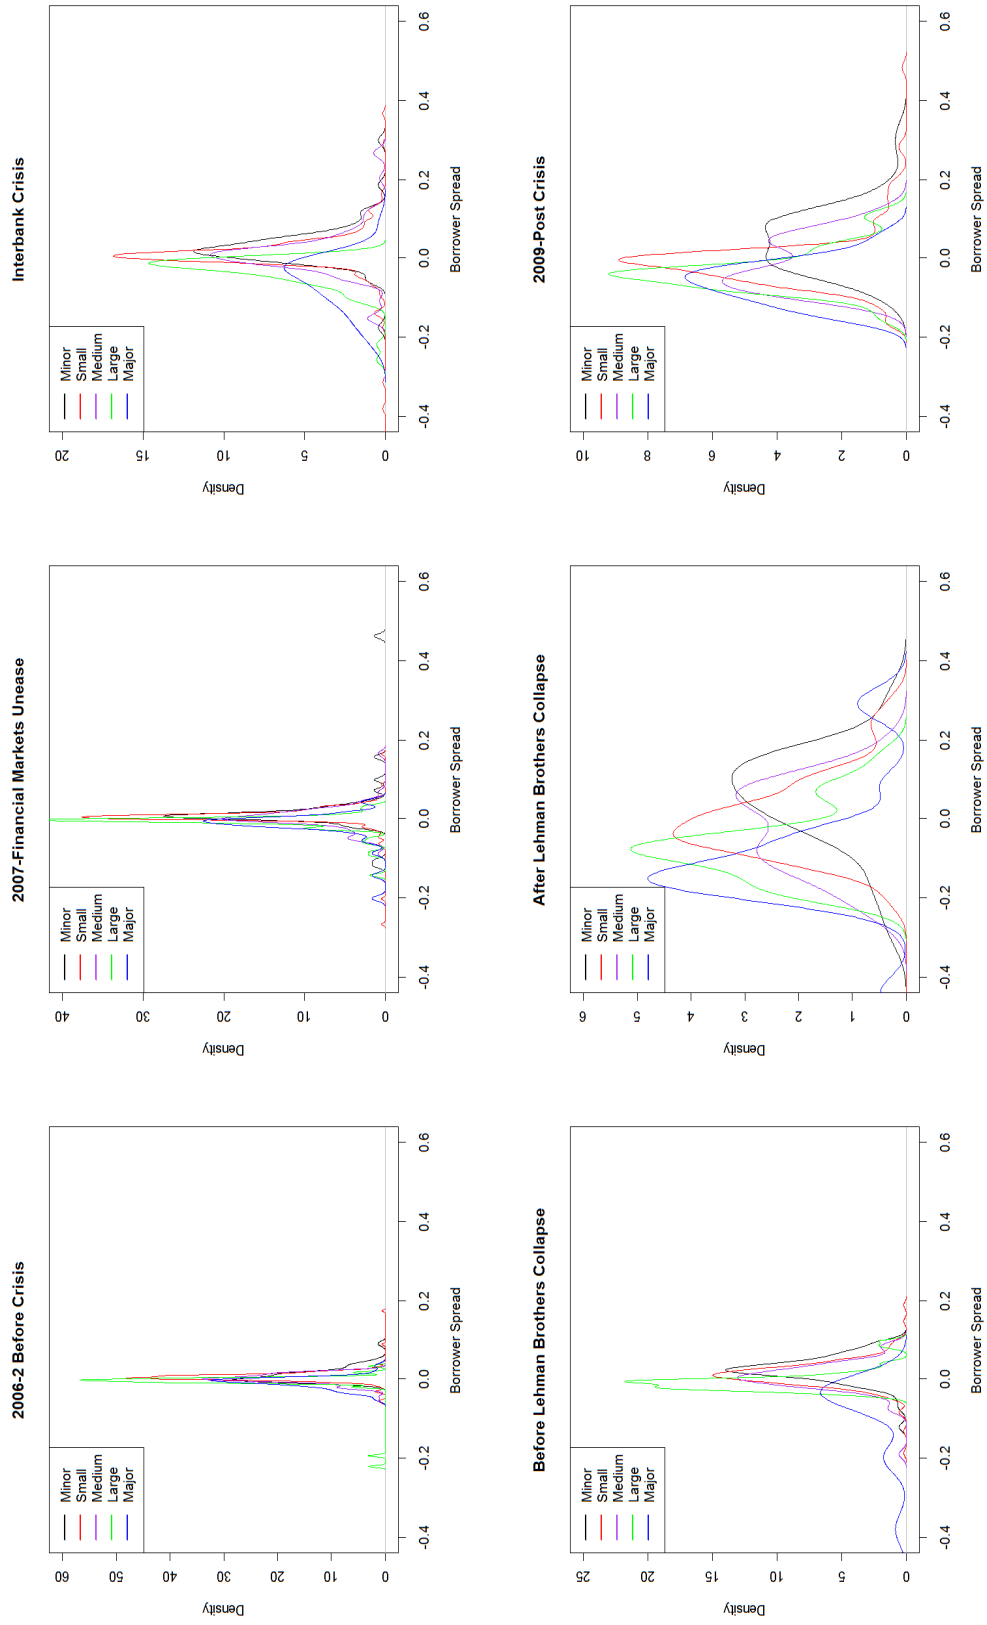 2006-2 Before Crisis
Minor
Small
Medium
Large
Major
Density
60
50
40
30
20
10
0
-0.4 -0.2 0.0 0.2 0.4 0.6
Borrower Spread
2007-Financial Markets Unease
Minor
Small
Medium
Large
Major
Density
40
30
20
10
0
-0.4 -0.2 0.0 0.2 0.4 0.6
Borrower Spread
Interbank Crisis
Minor
Small
Medium
Large
Major
Density
20
15
10
5
0
-0.4 -0.2 0.0 0.2 0.4 0.6
Borrower Spread
Before Lehman Brothers Collapse
Minor
Small
Medium
Large
Major
Density
25
20
15
10
5
0
-0.4 -0.2 0.0 0.2 0.4 0.6
Borrower Spread
After Lehman Brothers Collapse
Minor
Small
Medium
Large
Major
Density
6
5
4
3
2
1
0
-0.4 -0.2 0.0 0.2 0.4 0.6
Borrower Spread
2009-Post Crisis
Minor
Small
Medium
Large
Major
Density
10
8
6
4
2
0
-0.4 -0.2 0.0 0.2 0.4 0.6
Borrower Spread